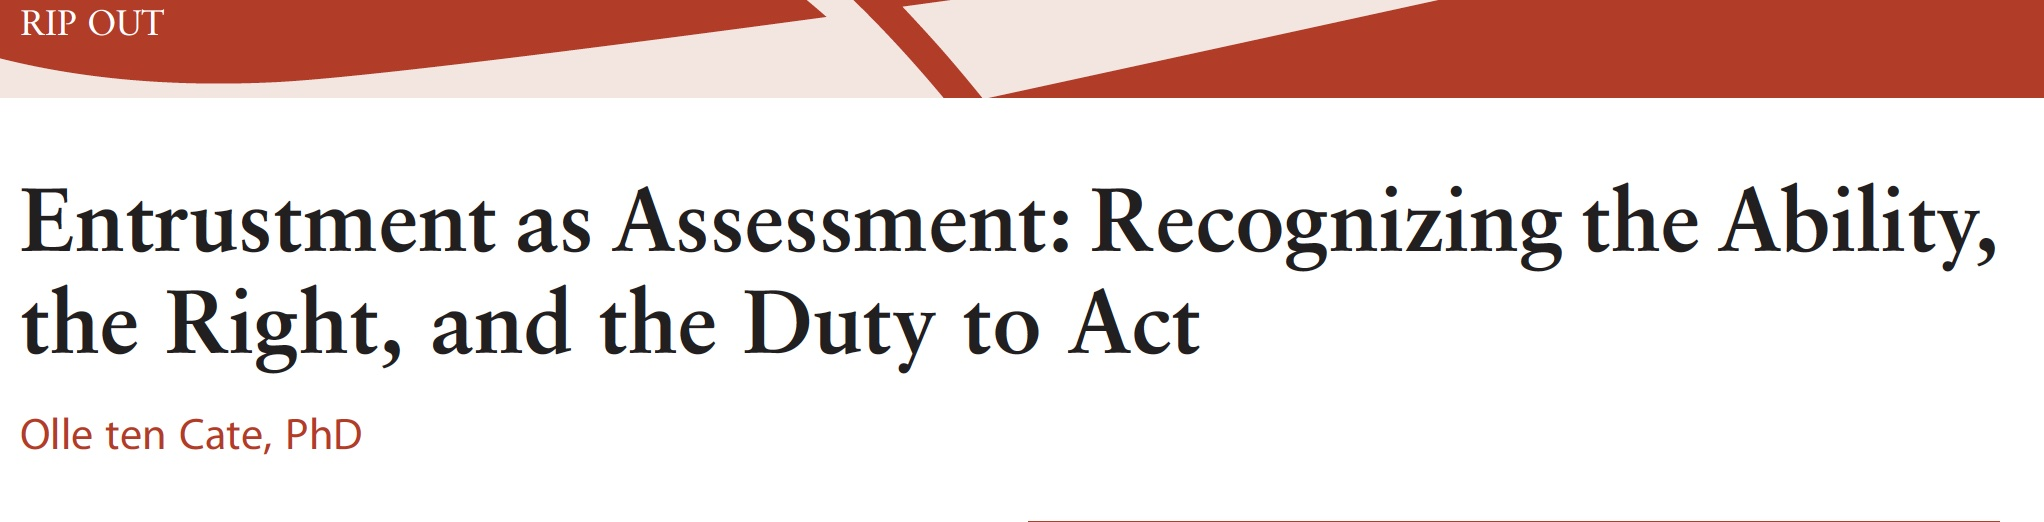 RIP OUT
Entrustment as Assessment: Recognizing the Ability,
the Right, and the Duty to Act
Olle ten Cate, PhD